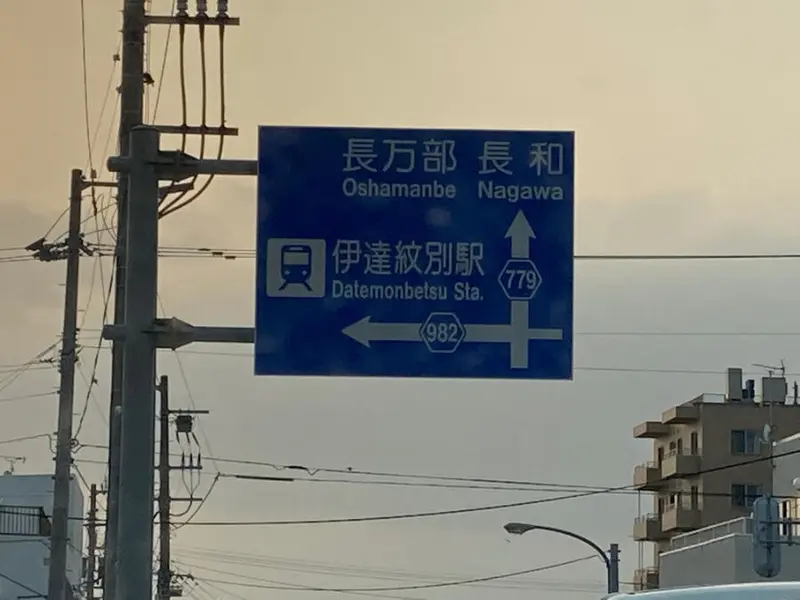 長万部 長和
Oshamanbe Nagawa
伊達紋別駅
Datemonbetsu Sta.
779
982